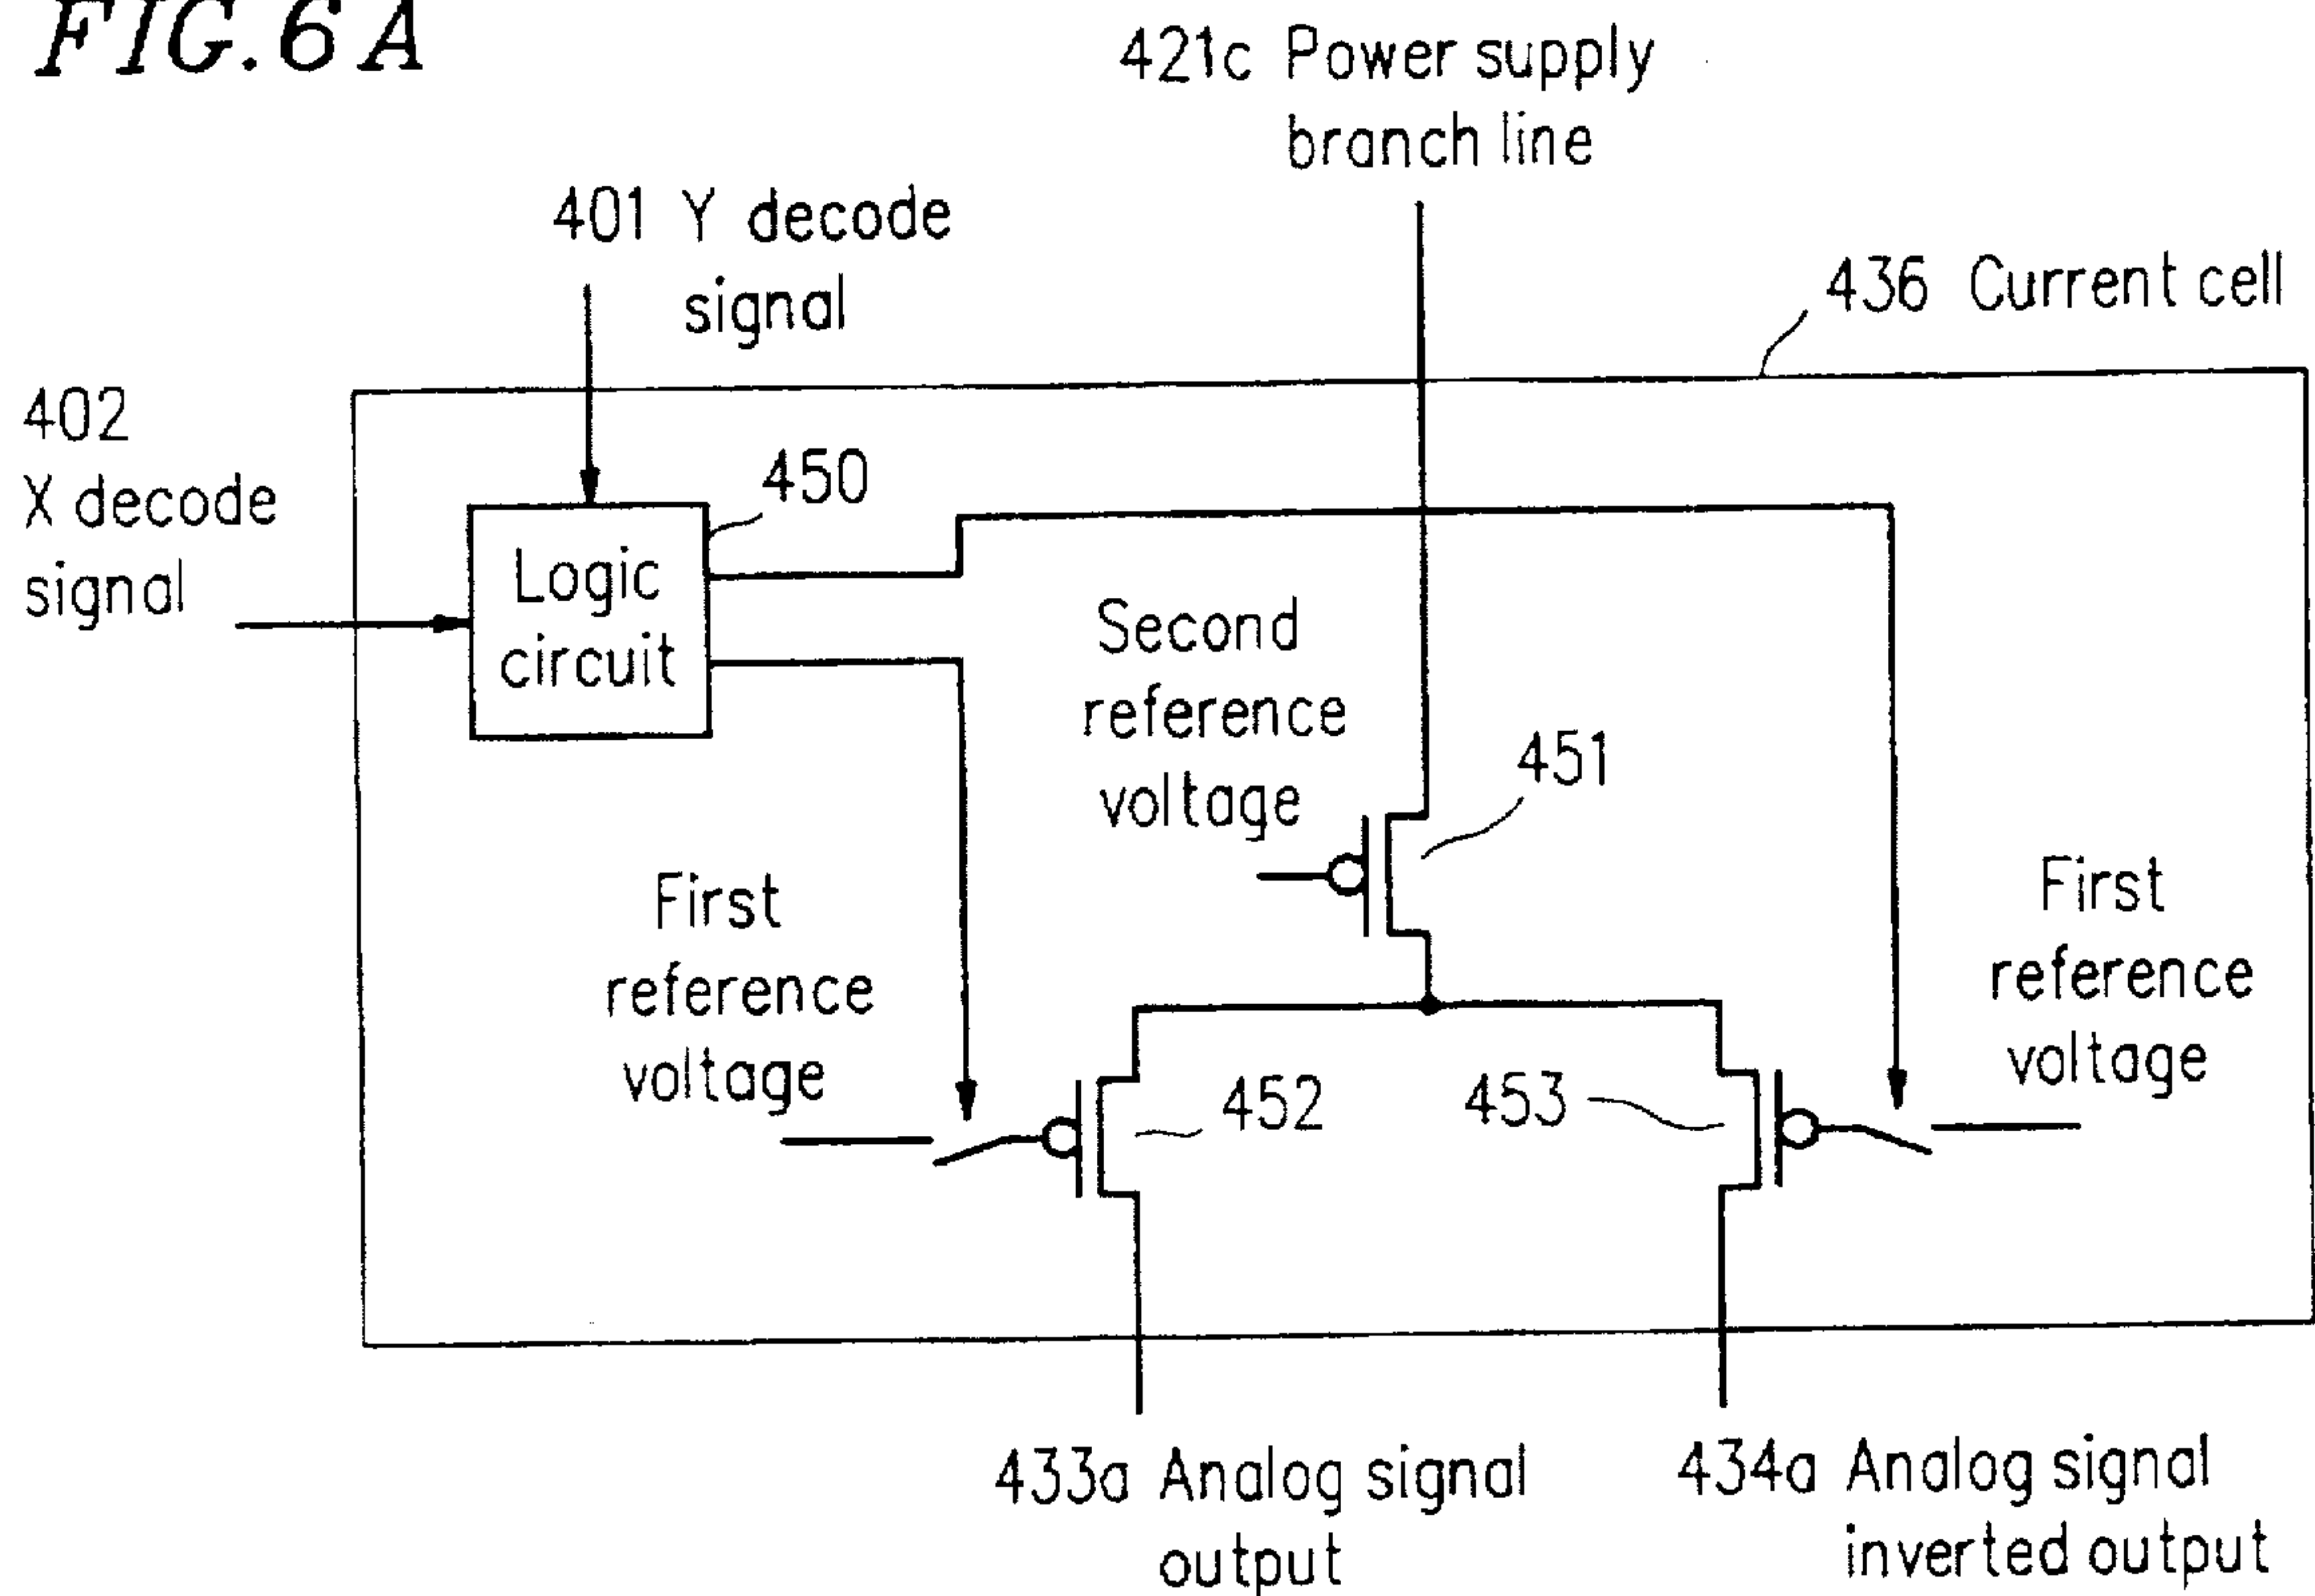 FIG. 6A
421c Power supply
branch line
401 Y decode
signal
436 Current cell
402
X decode
signal
450
Logic
circuit
Second
reference
voltage
451
First
reference
voltage
First
reference
voltage
452
453
433a Analog signal
output
434a Analog signal
inverted output